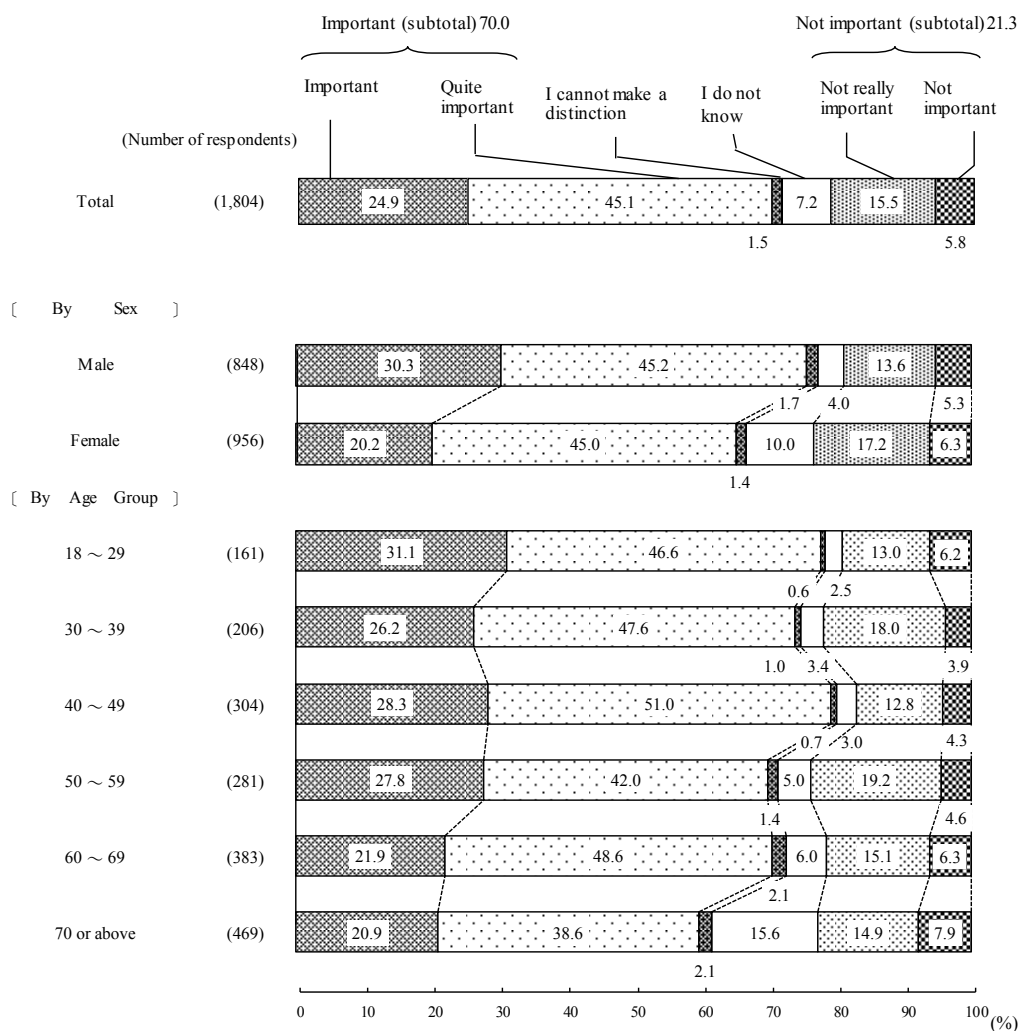 Important (subtotal) 70.0
Not important (subtotal) 21.3
Important
Quite important
I cannot make a distinction
I do not know
Not really important
Not important
(Number of respondents)
Total (1,804) 24.9 45.1 7.2 15.5
1.5 5.8
〔 By Sex 〕
Male (848) 30.3 45.2 13.6
1.7 4.0 5.3
Female (956) 20.2 45.0 10.0 17.2 6.3
1.4
〔 By Age Group 〕
18 ～ 29 (161) 31.1 46.6 13.0 6.2
0.6 2.5
30 ～ 39 (206) 26.2 47.6 18.0
1.0 3.4 3.9
40 ～ 49 (304) 28.3 51.0 12.8
0.7 3.0 4.3
50 ～ 59 (281) 27.8 42.0 5.0 19.2
1.4 4.6
60 ～ 69 (383) 21.9 48.6 6.0 15.1 6.3
2.1
70 or above (469) 20.9 38.6 15.6 14.9 7.9
2.1
0 10 20 30 40 50 60 70 80 90 100
(%)